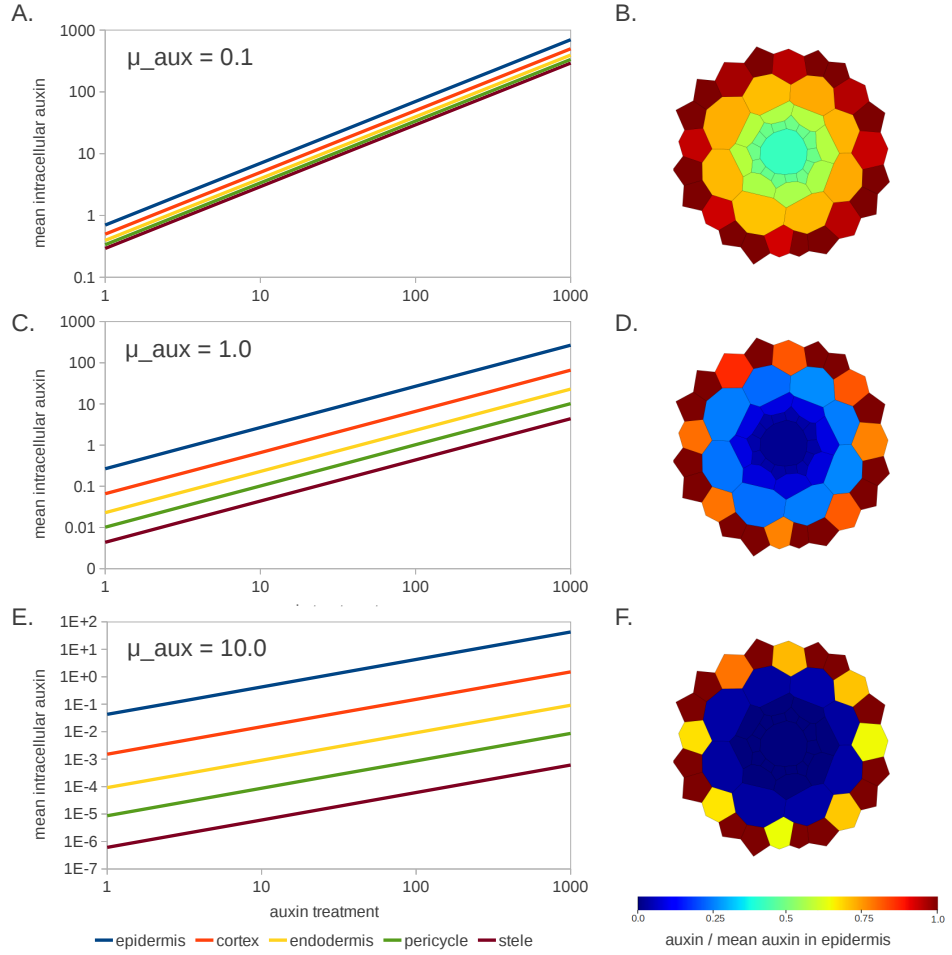 A.
B.
1000
100
10
1
0.1
mean intracellular auxin
μ_aux = 0.1
1
10
100
1000
C.
D.
1000
100
10
1
0.1
0.01
0
mean intracellular auxin
μ_aux = 1.0
1
10
100
1000
E.
F.
1E+2
1E+1
1E+0
1E-1
1E-2
1E-3
1E-4
1E-5
1E-6
1E-7
mean intracellular auxin
μ_aux = 10.0
1
10
100
1000
auxin treatment
epidermis cortex endodermis pericycle stele
0.0 0.25 0.5 0.75 1.0
auxin / mean auxin in epidermis